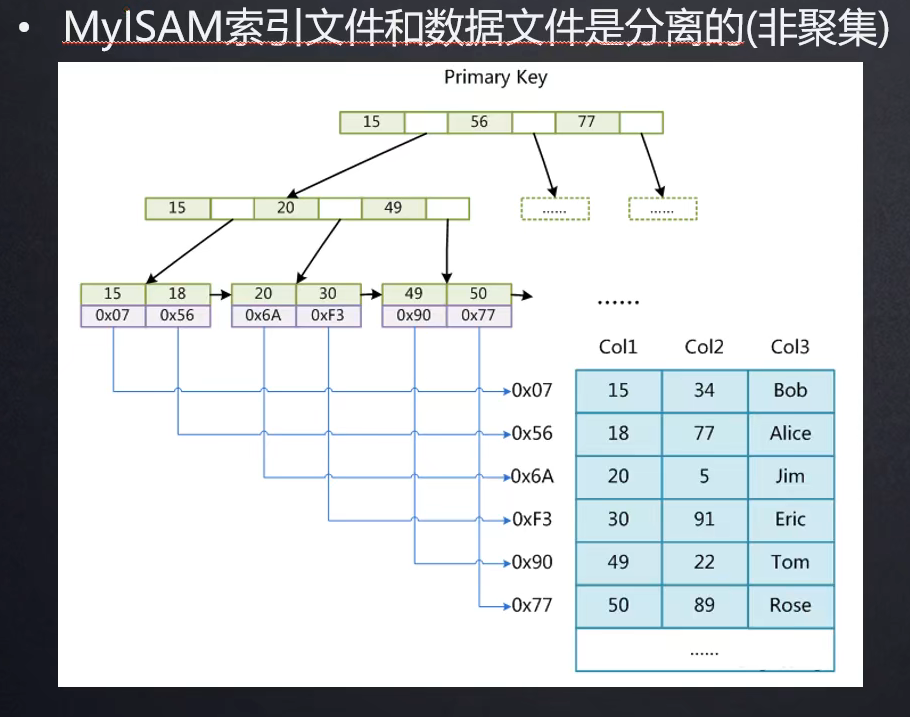 • MyISAM索引文件和数据文件是分离的(非聚集)
Primary Key
15 56 77
15 20 49 ...... ......
15 18 20 30 49 50
0x07 0x56 0x6A 0xF3 0x90 0x77
......
Col1 Col2 Col3
0x07 15 34 Bob
0x56 18 77 Alice
0x6A 20 5 Jim
0xF3 30 91 Eric
0x90 49 22 Tom
0x77 50 89 Rose
......